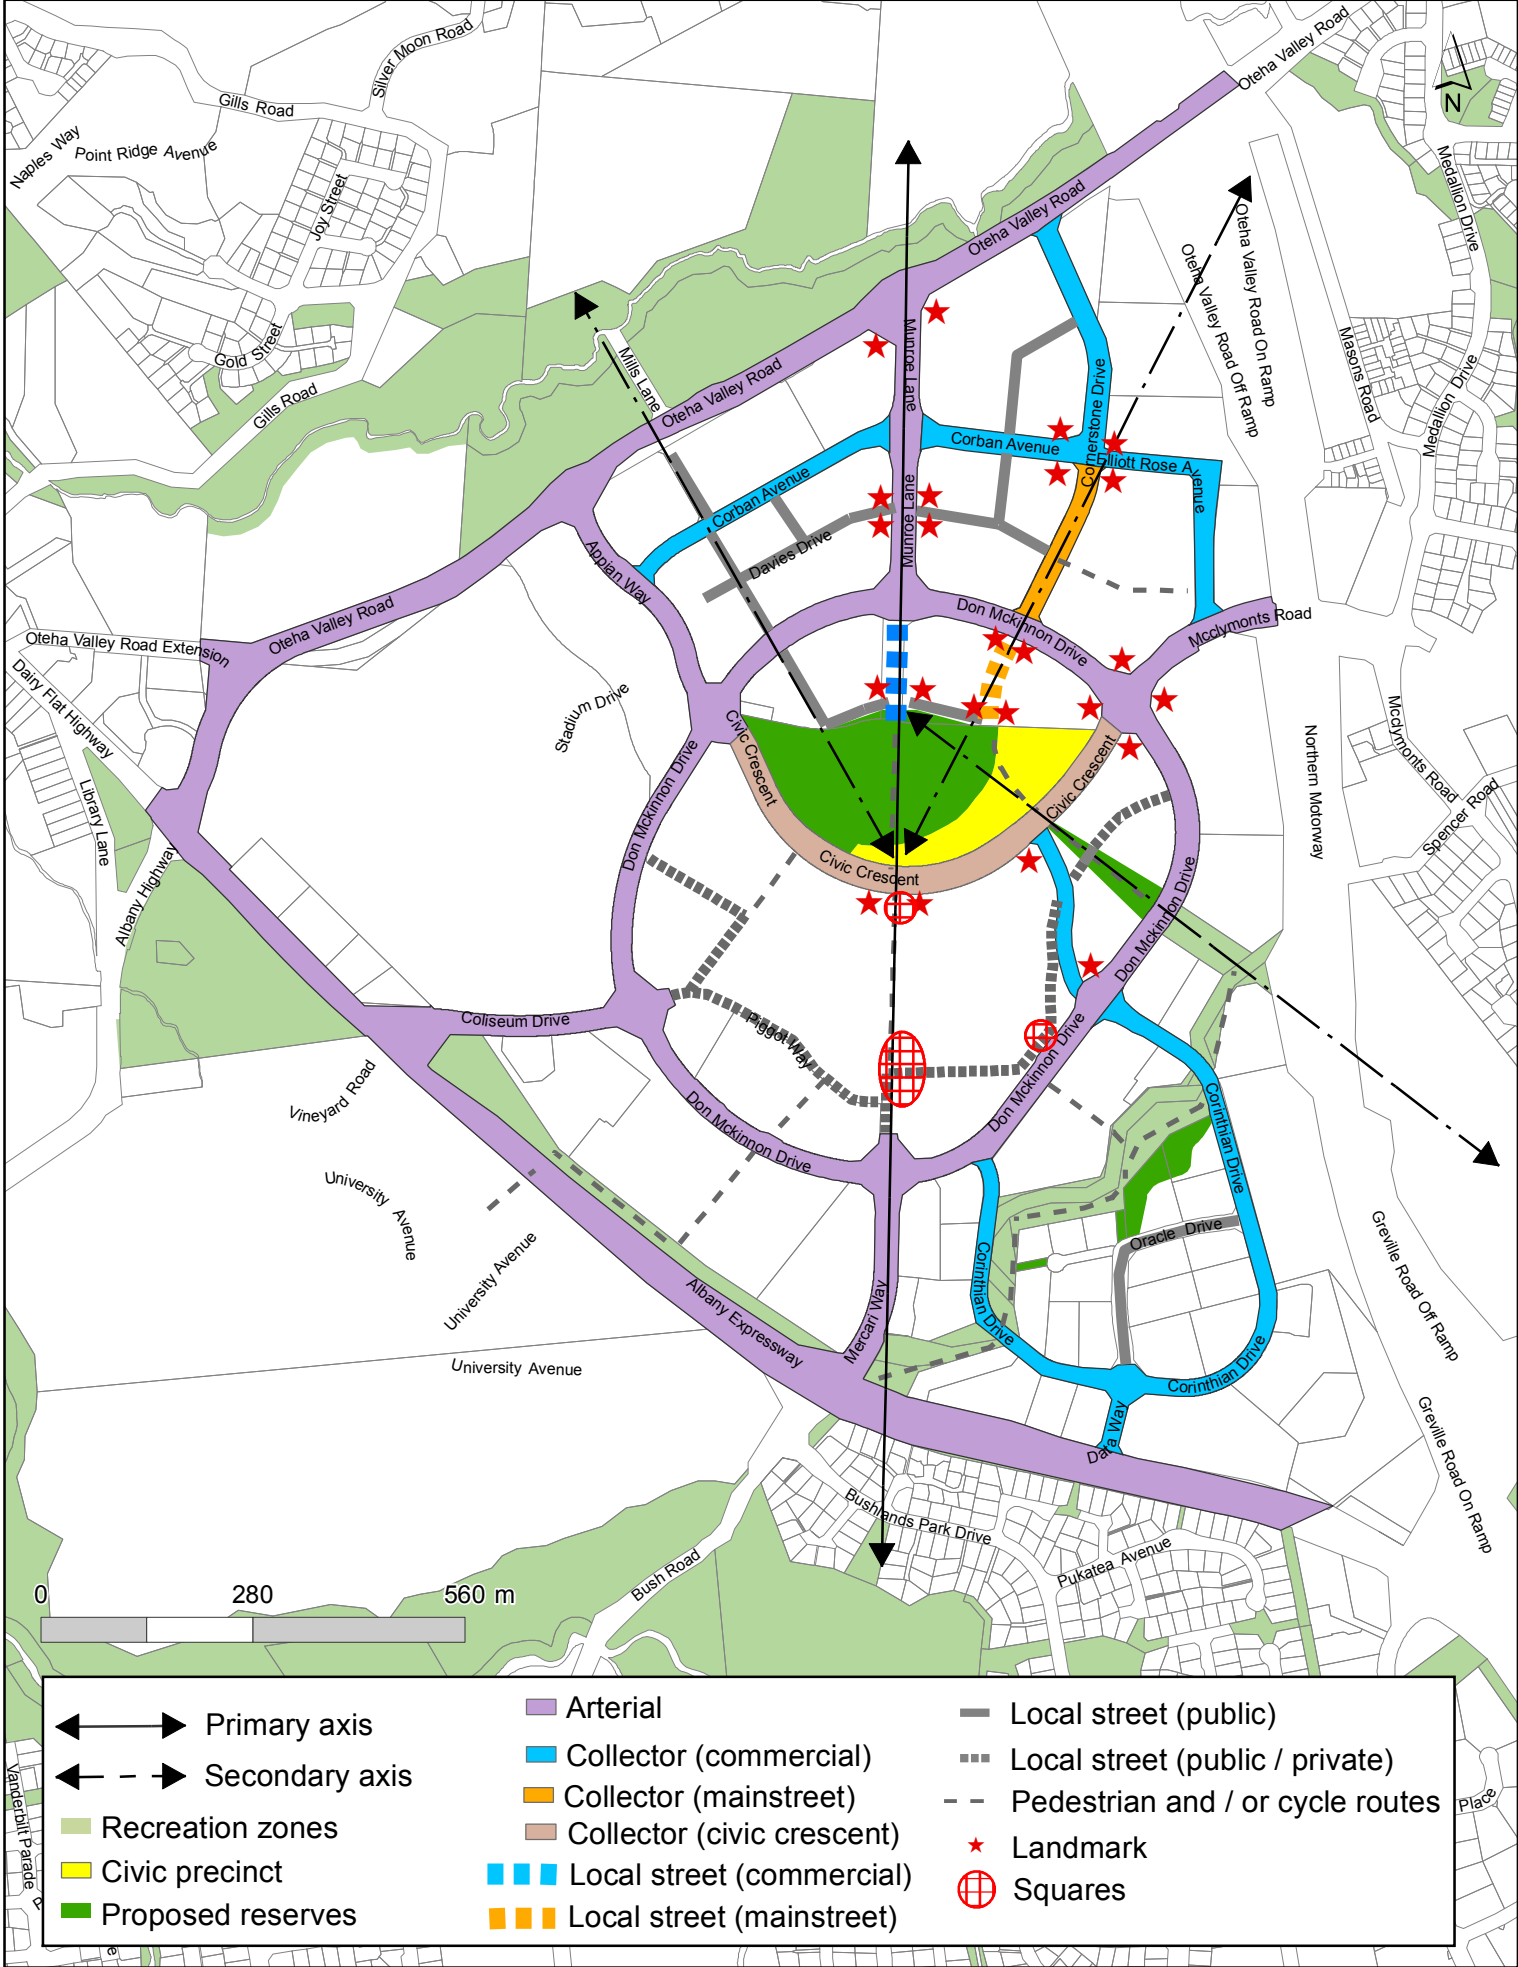 Oteha Valley Road
Silver Moon Road
Gills Road
N
Naples Way
Point Ridge Avenue
Medallion Drive
Joy Street
Oteha Valley Road
Oteha Valley Road On Ramp
Oteha Valley Road Off Ramp
Gold Street
Mills Lane
Munroe Lane
Masons Road
Gills Road
Oteha Valley Road
Cornerstone Drive
Medallion Drive
Corban Avenue
Elliott Rose Avenue
Corban Avenue
Munroe Lane
Davies Drive
Appian Way
Oteha Valley Road
Don Mckinnon Drive
Mcclymonts Road
Oteha Valley Road Extension
Dairy Flat Highway
Stadium Drive
Civic Crescent
Civic Crescent
Mcclymonts Road
Northern Motorway
Library Lane
Don Mckinnon Drive
Spencer Road
Civic Crescent
Albany Highway
Don Mckinnon Drive
Coliseum Drive
Piggot Way
Don Mckinnon Drive
Vineyard Road
Don Mckinnon Drive
Corinthian Drive
University Avenue
Oracle Drive
University Avenue
Corinthian Drive
Greville Road Off Ramp
Albany Expressway
Mercari Way
University Avenue
Corinthian Drive
Data Way
Greville Road On Ramp
Bushlands Park Drive
Pukatea Avenue
Bush Road
0 280 560 m
Primary axis
Secondary axis
Recreation zones
Civic precinct
Proposed reserves
Arterial
Collector (commercial)
Collector (mainstreet)
Collector (civic crescent)
Local street (commercial)
Local street (mainstreet)
Local street (public)
Local street (public / private)
Pedestrian and / or cycle routes
Landmark
Squares
Vanderbilt Parade
Place